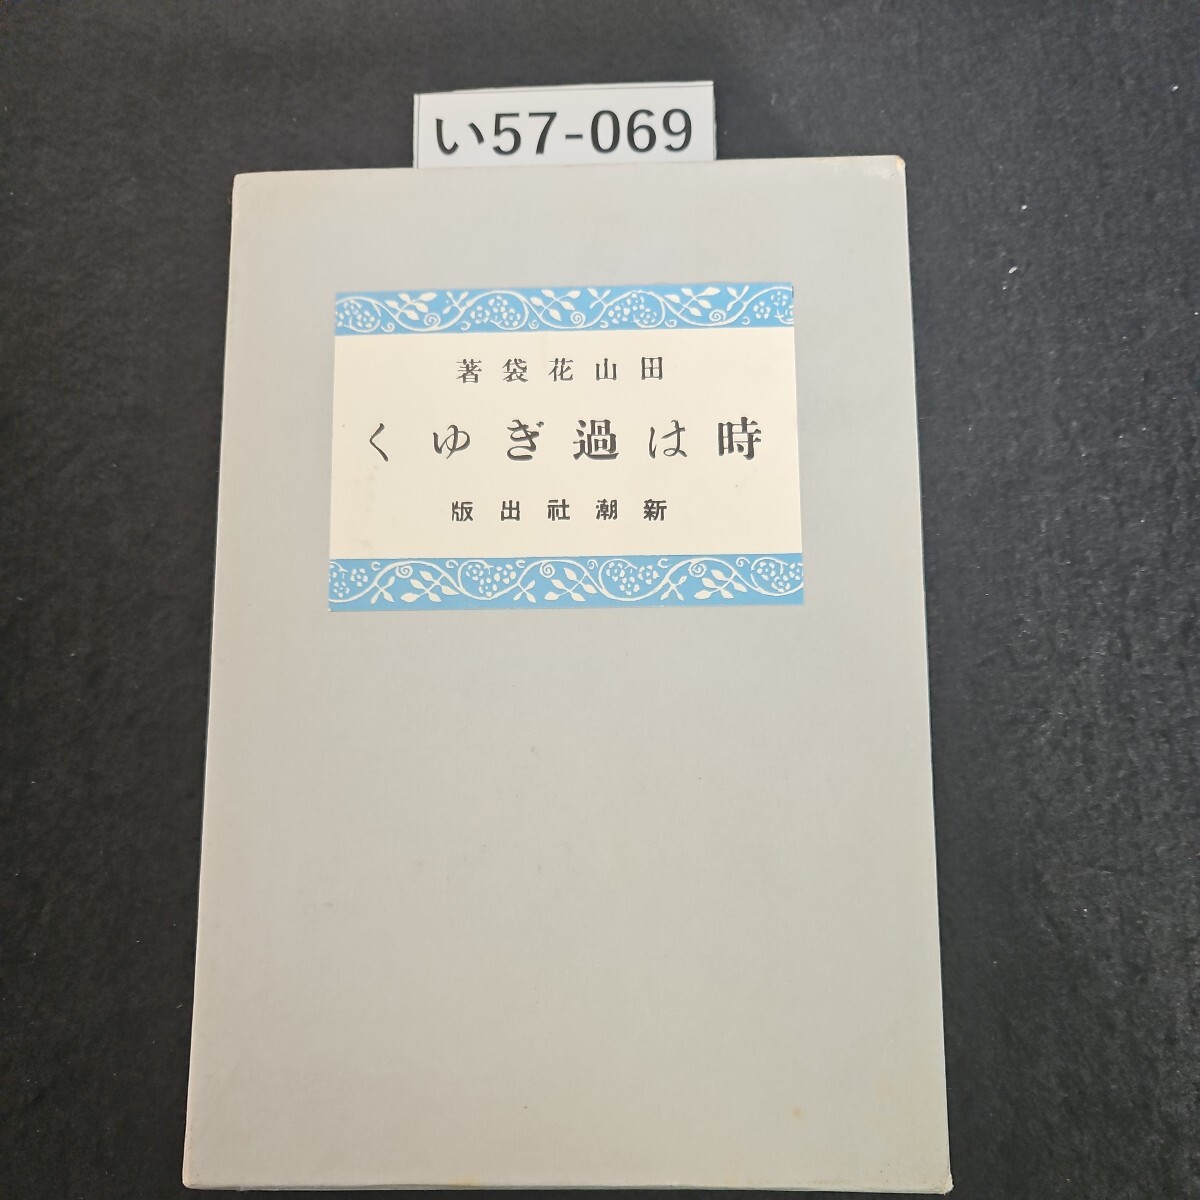 い57-069
田山花袋著
時は過ぎゆく
新潮社出版